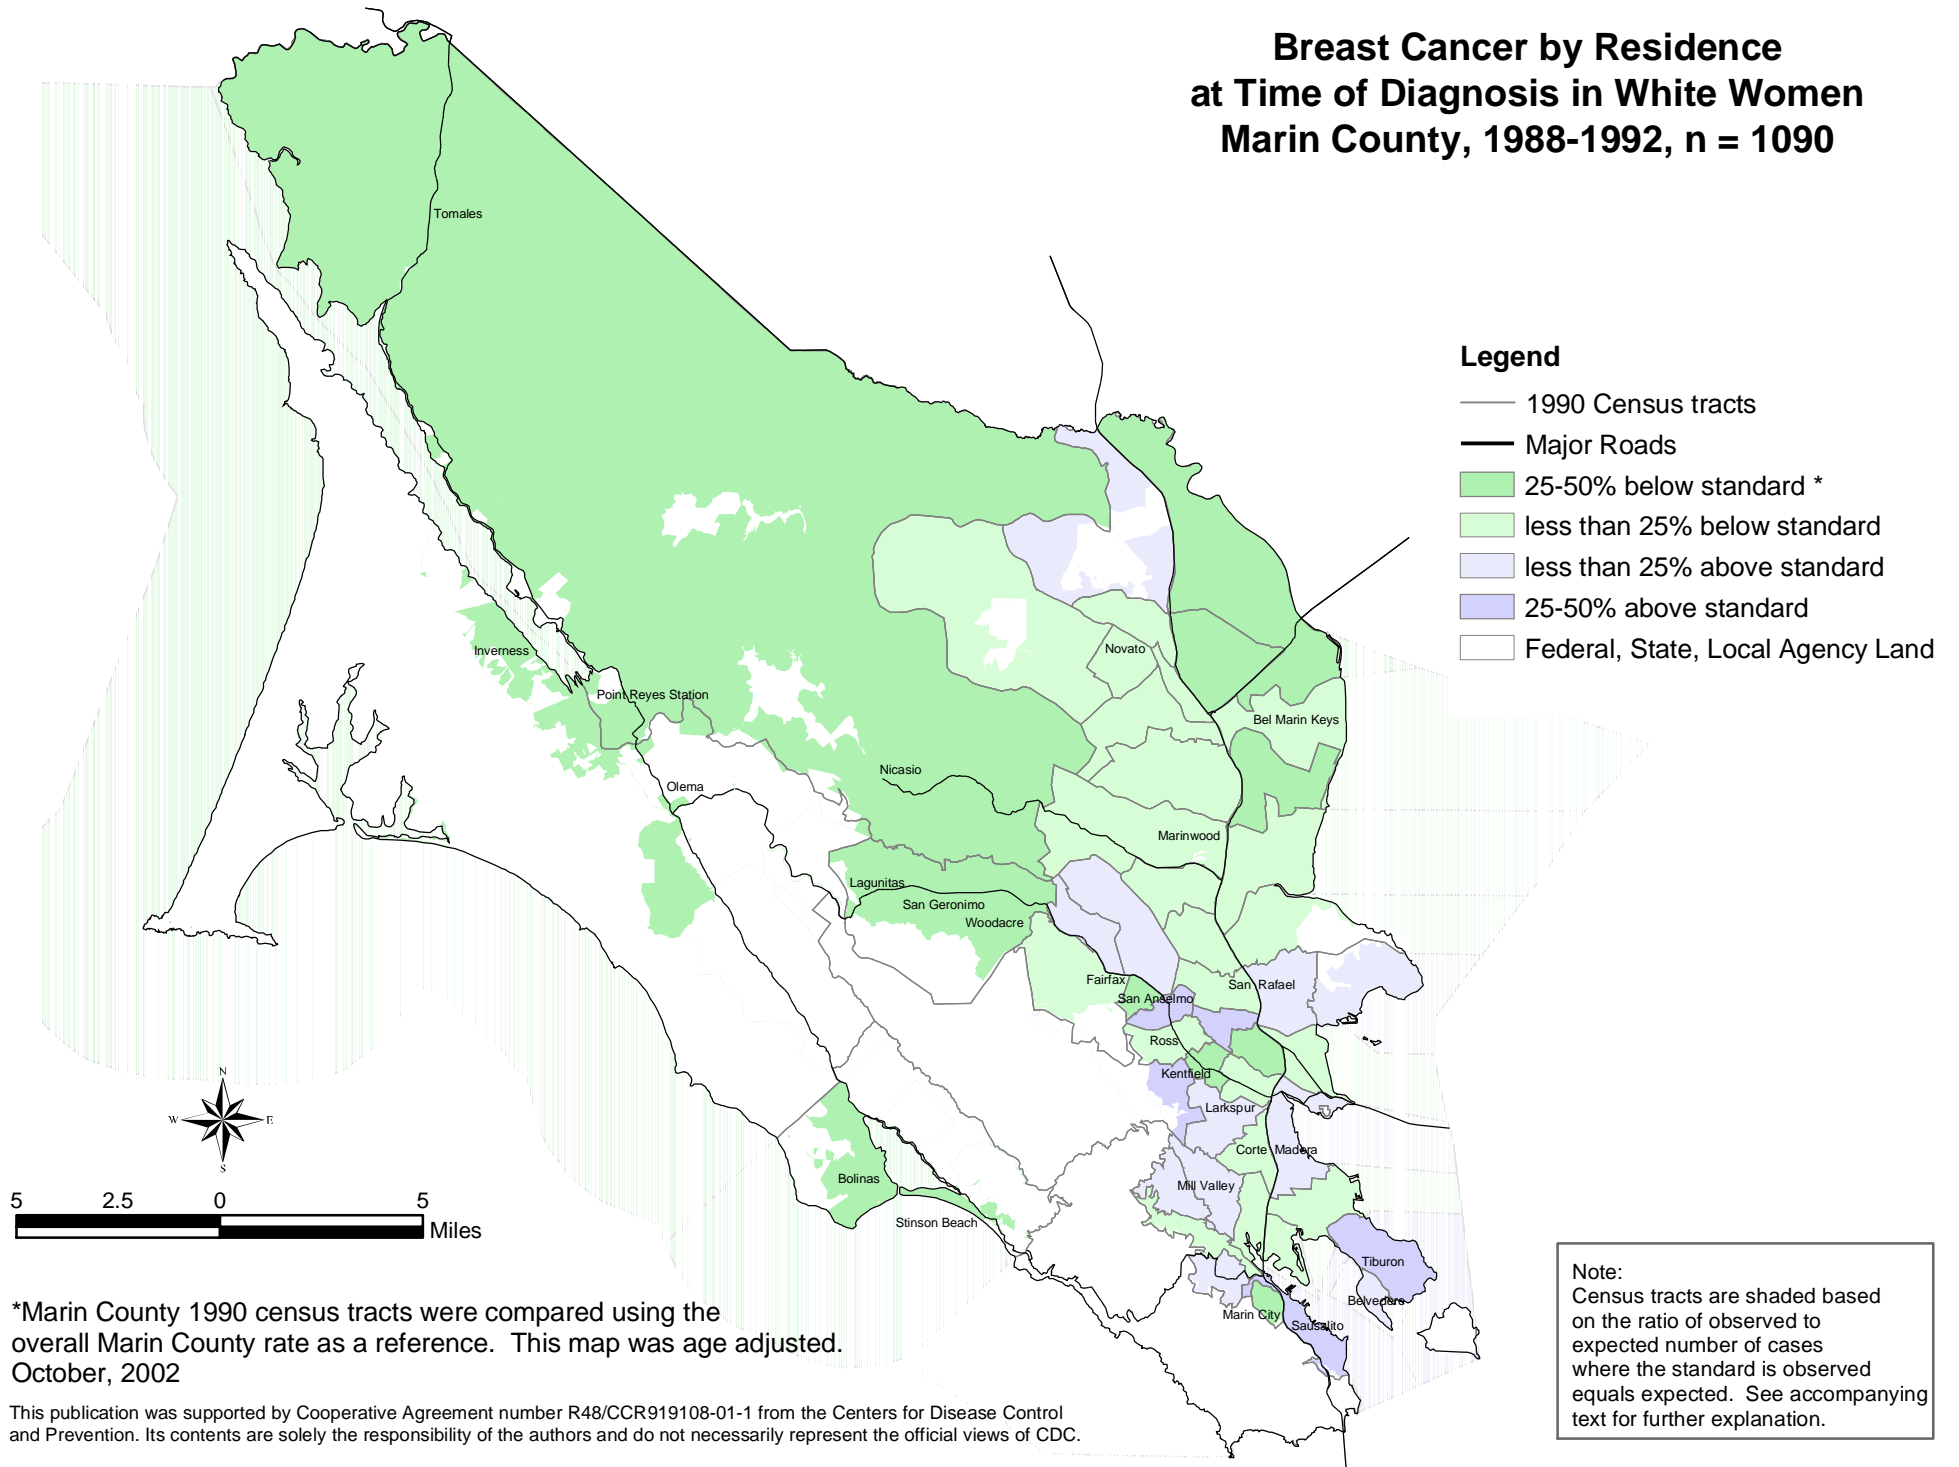 Breast Cancer by Residence
at Time of Diagnosis in White Women
Marin County, 1988-1992, n = 1090
Tomales
Legend
1990 Census tracts
Major Roads
25-50% below standard *
less than 25% below standard
less than 25% above standard
25-50% above standard
Federal, State, Local Agency Land
Inverness
Novato
Point Reyes Station
Bel Marin Keys
Nicasio
Olema
Marinwood
Lagunitas
San Geronimo
Woodacre
Fairfax
San Rafael
San Anselmo
Ross
Kentfield
Larkspur
Corte Madera
Mill Valley
Bolinas
Stinson Beach
Tiburon
Belvedere
Marin City
Sausalito
N
W E
S
5 2.5 0 5
Miles
*Marin County 1990 census tracts were compared using the
overall Marin County rate as a reference. This map was age adjusted.
October, 2002
This publication was supported by Cooperative Agreement number R48/CCR919108-01-1 from the Centers for Disease Control
and Prevention. Its contents are solely the responsibility of the authors and do not necessarily represent the official views of CDC.
Note:
Census tracts are shaded based
on the ratio of observed to
expected number of cases
where the standard is observed
equals expected. See accompanying
text for further explanation.